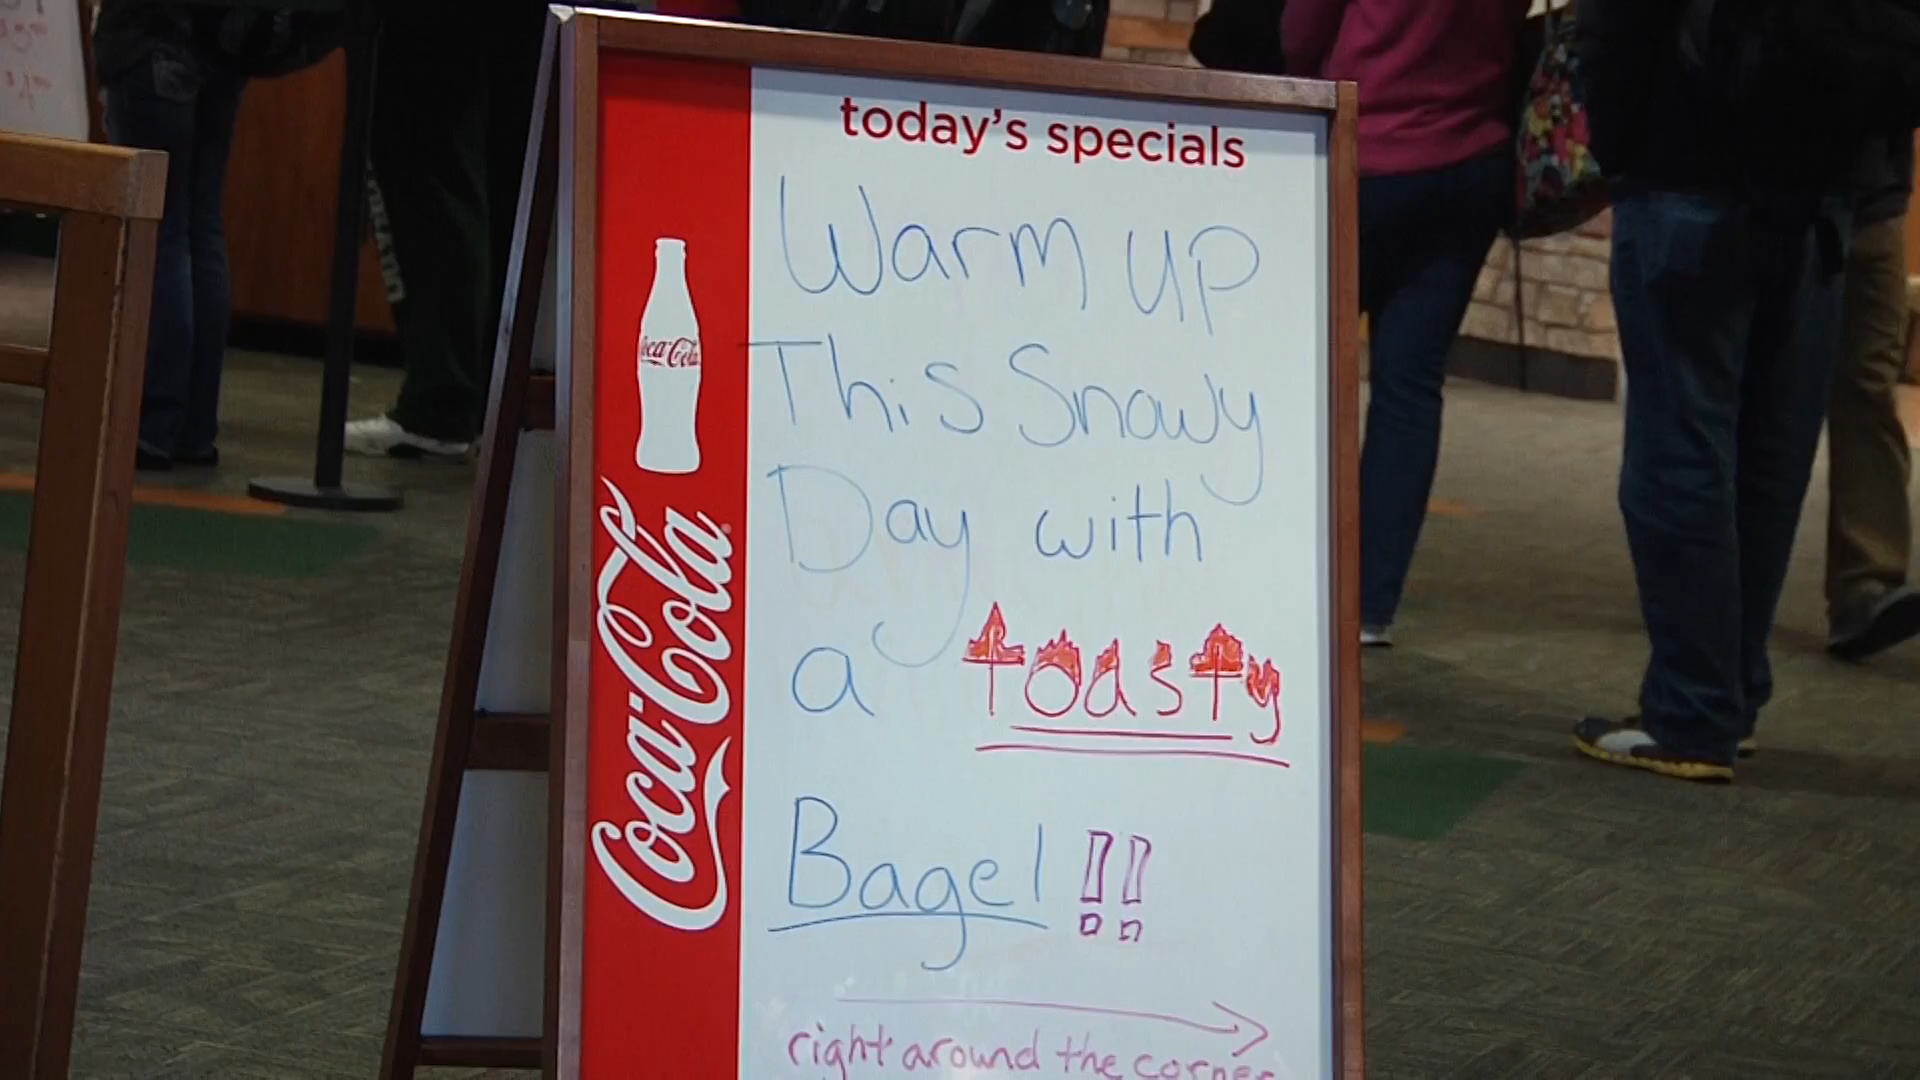 today's specials
Warm up
This Snowy
Day with
a toasty
Bagel!!
right around the corner
Coca-Cola
Coca-Cola